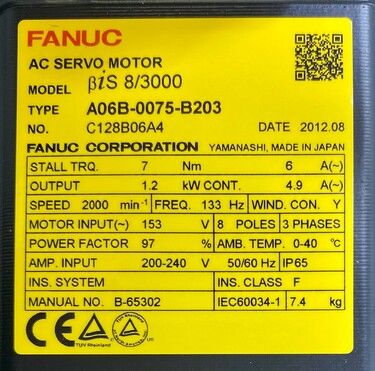 FANUC
AC SERVO MOTOR
MODEL βiS 8/3000
TYPE A06B-0075-B203
NO. C128B06A4 DATE 2012.08
FANUC CORPORATION YAMANASHI, MADE IN JAPAN
STALL TRQ. 7 Nm 6 A(~)
OUTPUT 1.2 kW CONT. 4.9 A(~)
SPEED 2000 min⁻¹ FREQ. 133 Hz WIND. CON. Y
MOTOR INPUT(~) 153 V 8 POLES 3 PHASES
POWER FACTOR 97 % AMB. TEMP. 0-40 ℃
AMP. INPUT 200-240 V 50/60 Hz IP65
INS. SYSTEM INS. CLASS F
MANUAL NO. B-65302 IEC60034-1 7.4 kg
CE TÜV Rheinland